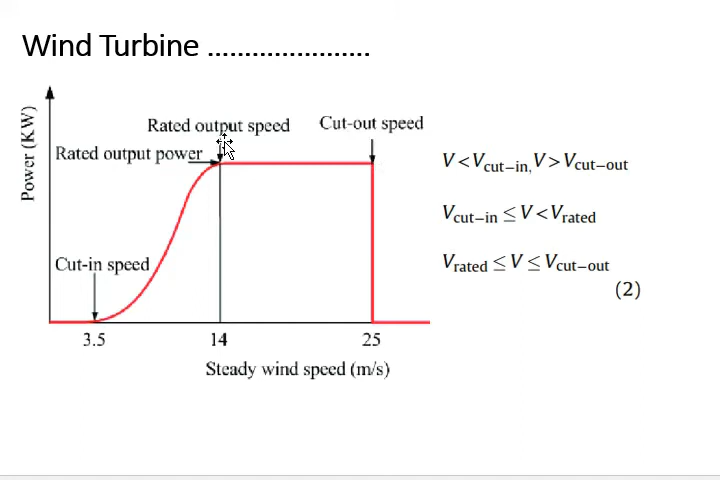 Wind Turbine ......................
Power (KW)
Rated output speed
Cut-out speed
Rated output power
Cut-in speed
3.5
14
25
Steady wind speed (m/s)
V < Vcut−in, V > Vcut−out
Vcut−in ≤ V < Vrated
Vrated ≤ V ≤ Vcut−out
(2)